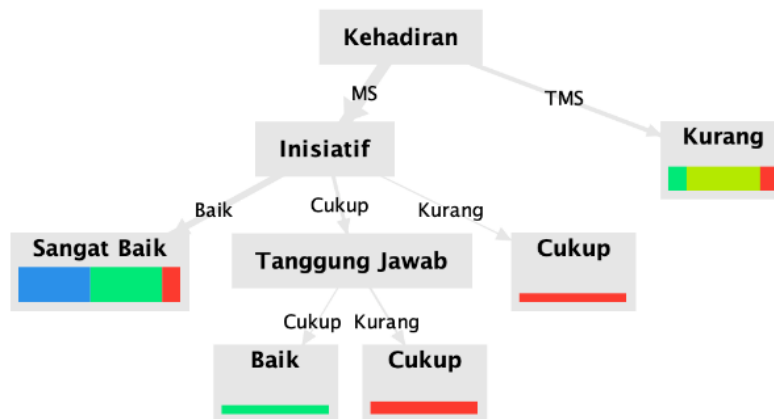 Kehadiran
MS
TMS
Inisiatif
Kurang
Baik
Cukup
Kurang
Sangat Baik
Tanggung Jawab
Cukup
Cukup
Kurang
Baik
Cukup